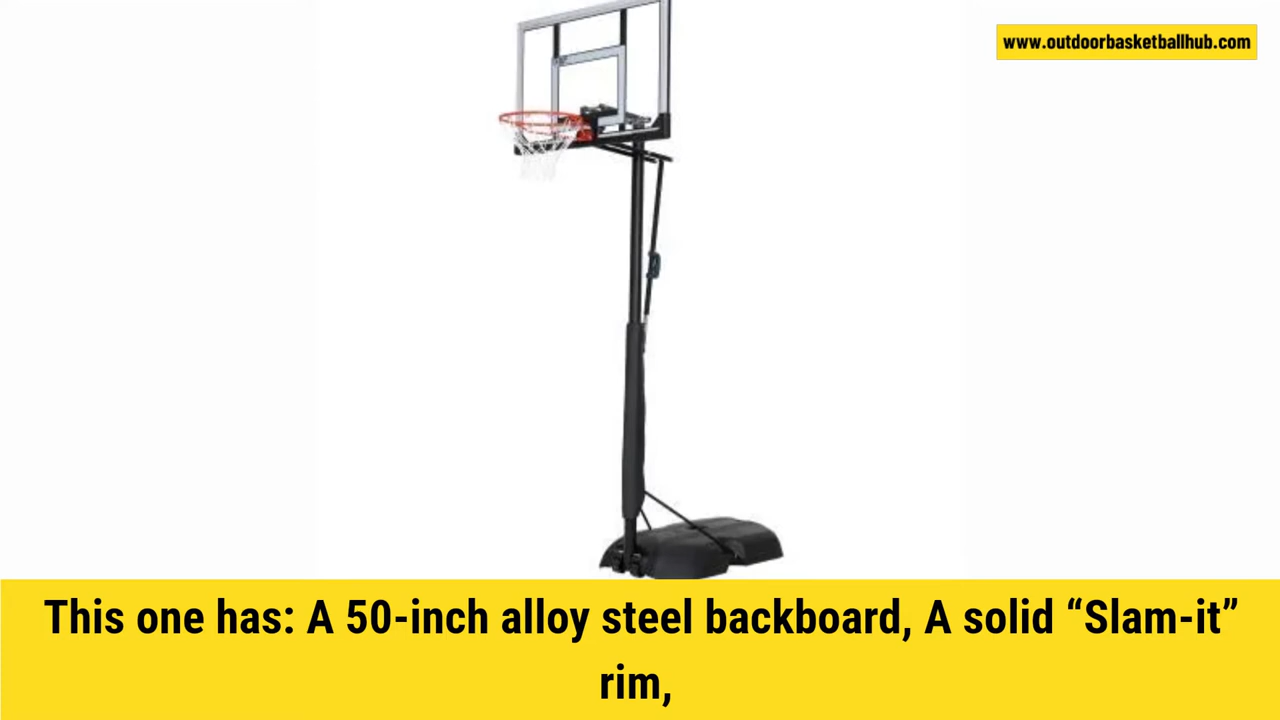 www.outdoorbasketballhub.com
This one has: A 50-inch alloy steel backboard, A solid “Slam-it”
rim,